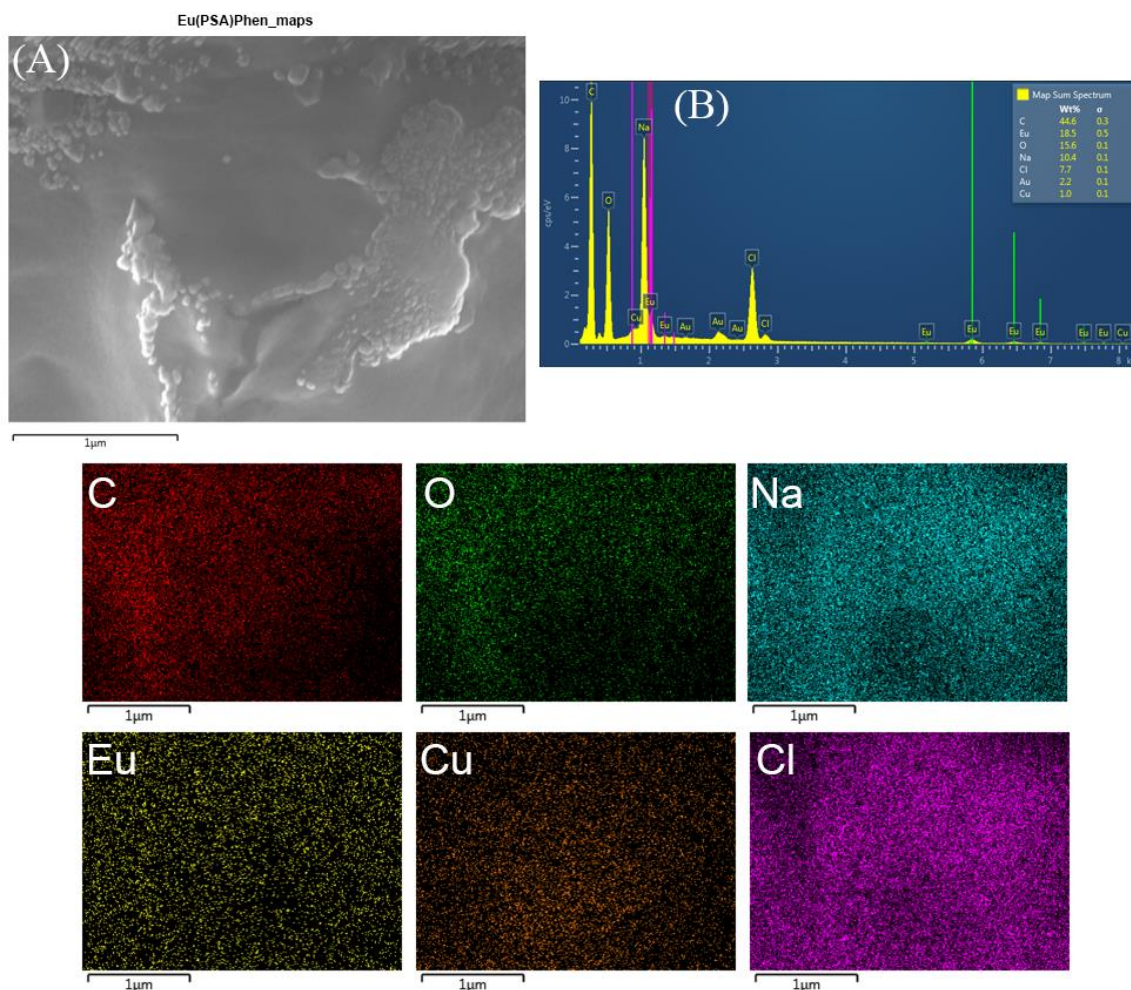 Eu(PSA)Phen_maps
(A)
1μm
(B)
Map Sum Spectrum
Wt% σ
C 44.6 0.3
Eu 18.5 0.5
O 15.6 0.1
Na 10.4 0.1
Cl 7.7 0.1
Au 2.2 0.1
Cu 1.0 0.1
cps/eV
10
8
6
4
2
0
C
O
Na
Cu
Eu
Eu
Au
Au
Au
Cl
Cl
Eu
Eu
Eu
Eu
Eu
Au
Cu
1 2 3 4 5 6 7 8 k
C
1μm
O
1μm
Na
1μm
Eu
1μm
Cu
1μm
Cl
1μm